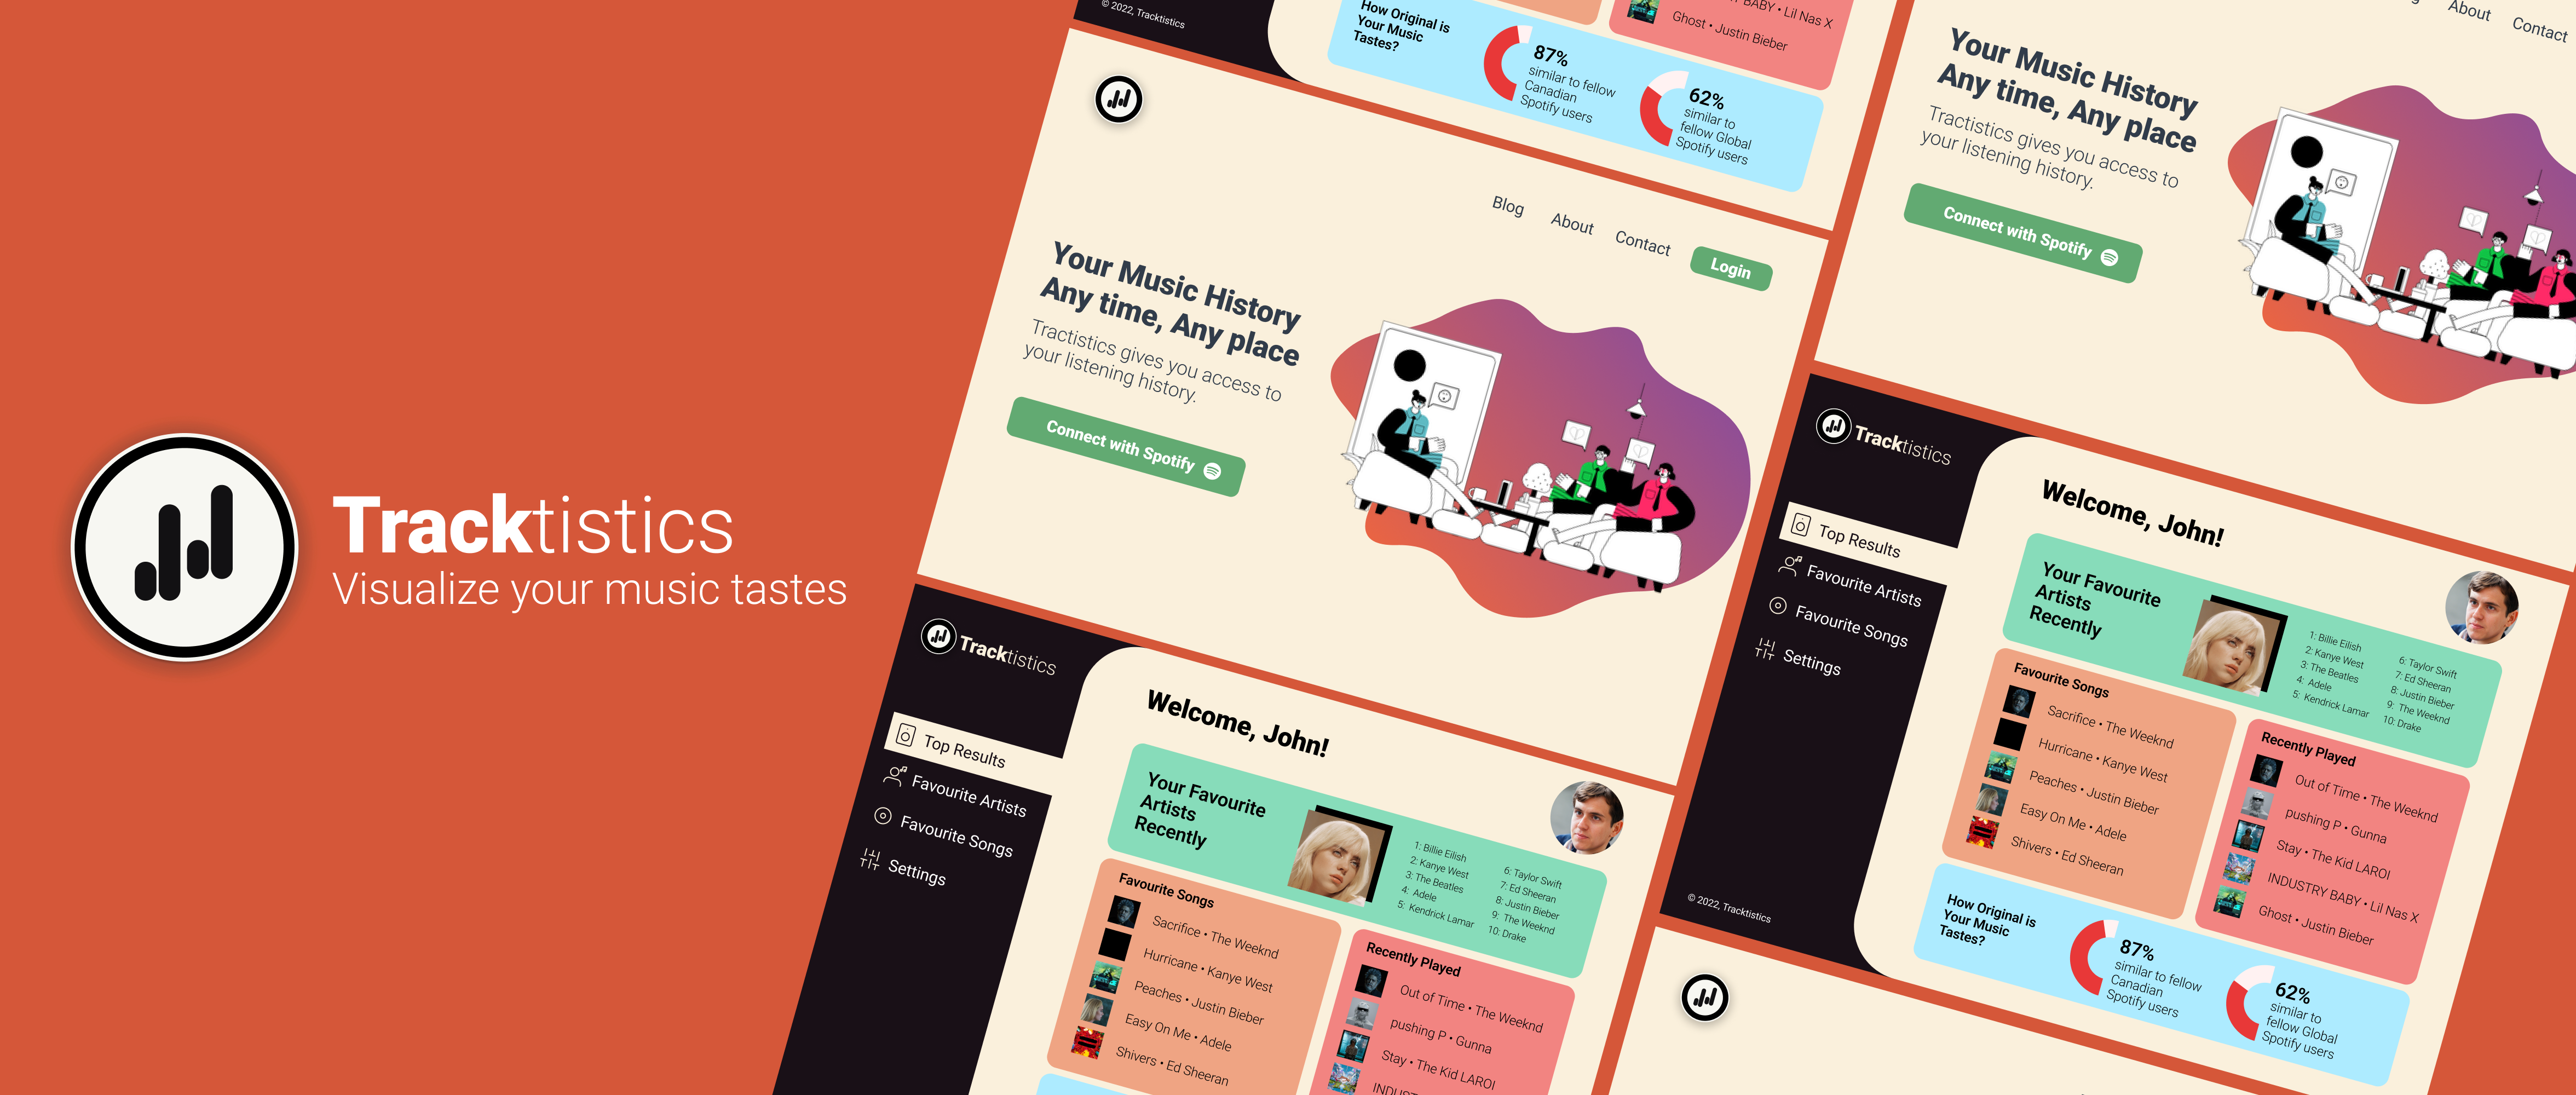 Tracktistics
Visualize your music tastes
© 2022, Tracktistics
How Original is
Your Music
Tastes?
87%
similar to fellow
Canadian
Spotify users
62%
similar to
fellow Global
Spotify users
BABY • Lil Nas X
Ghost • Justin Bieber
Blog
About
Contact
Login
Your Music History
Any time, Any place
Tractistics gives you access to
your listening history.
Connect with Spotify
Tracktistics
Top Results
Favourite Artists
Favourite Songs
Settings
Welcome, John!
Your Favourite
Artists
Recently
1: Billie Eilish
2: Kanye West
3: The Beatles
4: Adele
5: Kendrick Lamar
6: Taylor Swift
7: Ed Sheeran
8: Justin Bieber
9: The Weeknd
10: Drake
Favourite Songs
Sacrifice • The Weeknd
Hurricane • Kanye West
Peaches • Justin Bieber
Easy On Me • Adele
Shivers • Ed Sheeran
Recently Played
Out of Time • The Weeknd
pushing P • Gunna
Stay • The Kid LAROI
About
Contact
Your Music History
Any time, Any place
Tractistics gives you access to
your listening history.
Connect with Spotify
Tracktistics
Top Results
Favourite Artists
Favourite Songs
Settings
© 2022, Tracktistics
Welcome, John!
Your Favourite
Artists
Recently
1: Billie Eilish
2: Kanye West
3: The Beatles
4: Adele
5: Kendrick Lamar
6: Taylor Swift
7: Ed Sheeran
8: Justin Bieber
9: The Weeknd
10: Drake
Favourite Songs
Sacrifice • The Weeknd
Hurricane • Kanye West
Peaches • Justin Bieber
Easy On Me • Adele
Shivers • Ed Sheeran
Recently Played
Out of Time • The Weeknd
pushing P • Gunna
Stay • The Kid LAROI
INDUSTRY BABY • Lil Nas X
Ghost • Justin Bieber
How Original is
Your Music
Tastes?
87%
similar to fellow
Canadian
Spotify users
62%
similar to
fellow Global
Spotify users